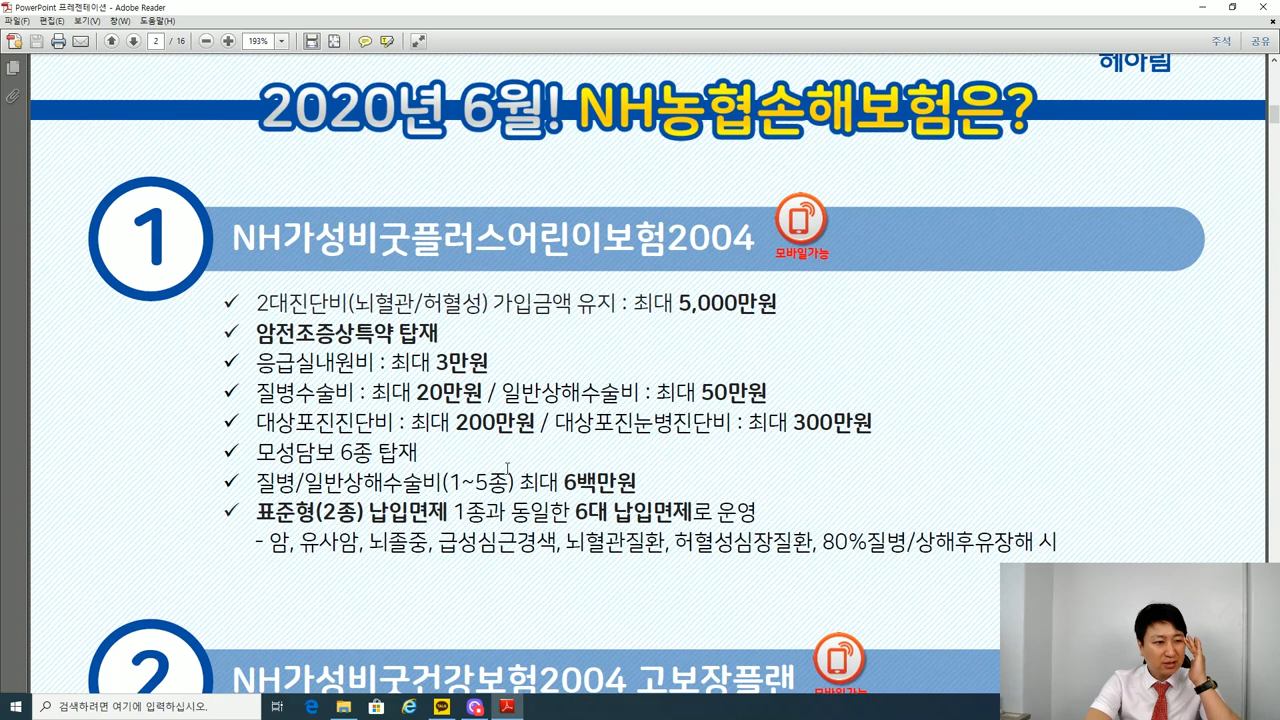 PowerPoint 프레젠테이션 - Adobe Reader
파일(F) 편집(E) 보기(V) 창(W) 도움말(H)
2 / 16 193% 주석 공유
헤아림
2020년 6월! NH농협손해보험은?
1
NH가성비굿플러스어린이보험2004
모바일가능
✓ 2대진단비(뇌혈관/허혈성) 가입금액 유지 : 최대 5,000만원
✓ 암전조증상특약 탑재
✓ 응급실내원비 : 최대 3만원
✓ 질병수술비 : 최대 20만원 / 일반상해수술비 : 최대 50만원
✓ 대상포진진단비 : 최대 200만원 / 대상포진눈병진단비 : 최대 300만원
✓ 모성담보 6종 탑재
✓ 질병/일반상해수술비(1~5종) 최대 6백만원
✓ 표준형(2종) 납입면제 1종과 동일한 6대 납입면제로 운영
- 암, 유사암, 뇌졸중, 급성심근경색, 뇌혈관질환, 허혈성심장질환, 80%질병/상해후유장해 시
2
NH가성비굿건강보험2004 고보장플랜
모바일가능
검색하려면 여기에 입력하십시오.
TALK